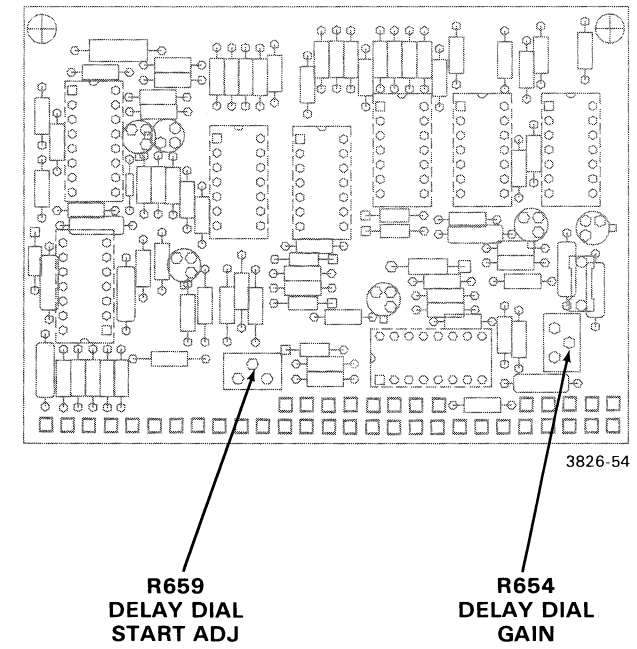 3826-54
R659
DELAY DIAL
START ADJ
R654
DELAY DIAL
GAIN